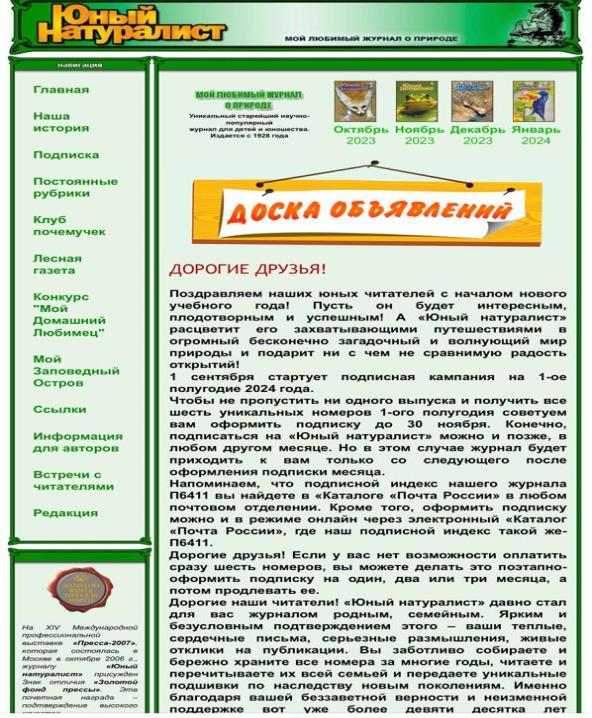 Юный
Натуралист
МОЙ ЛЮБИМЫЙ ЖУРНАЛ О ПРИРОДЕ
навигация
Главная
Наша
история
Подписка
Постоянные
рубрики
Клуб
почемучек
Лесная
газета
Конкурс
"Мой
Домашний
Любимец"
Мой
Заповедный
Остров
Ссылки
Информация
для авторов
Встречи с
читателями
Редакция
На XIV Международной
профессиональной
выставке «Пресса-2007»,
которая состоялась в
Москве в октябре 2006 г.,
журналу «Юный
натуралист» присужден
Знак отличия «Золотой
фонд прессы». Эта
почетная награда –
подтверждение высокого
МОЙ ЛЮБИМЫЙ ЖУРНАЛ
О ПРИРОДЕ
Уникальный старейший научно-
популярный
журнал для детей и юношества.
Издается с 1928 года
Октябрь Ноябрь Декабрь Январь
2023 2023 2023 2024
ДОСКА ОБЪЯВЛЕНИЙ
ДОРОГИЕ ДРУЗЬЯ!
Поздравляем наших юных читателей с началом нового
учебного года! Пусть он будет интересным,
плодотворным и успешным! А «Юный натуралист»
расцветит его захватывающими путешествиями в
огромный бесконечно загадочный и волнующий мир
природы и подарит ни с чем не сравнимую радость
открытий!
1 сентября стартует подписная кампания на 1-ое
полугодие 2024 года.
Чтобы не пропустить ни одного выпуска и получить все
шесть уникальных номеров 1-ого полугодия советуем
вам оформить подписку до 30 ноября. Конечно,
подписаться на «Юный натуралист» можно и позже, в
любом другом месяце. Но в этом случае журнал будет
приходить к вам только со следующего после
оформления подписки месяца.
Напоминаем, что подписной индекс нашего журнала
П6411 вы найдете в «Каталоге «Почта России» в любом
почтовом отделении. Кроме того, оформить подписку
можно и в режиме онлайн через электронный «Каталог
«Почта России», где наш подписной индекс такой же-
П6411.
Дорогие друзья! Если у вас нет возможности оплатить
сразу шесть номеров, вы можете делать это поэтапно-
оформить подписку на один, два или три месяца, а
потом продлевать ее.
Дорогие наши читатели! «Юный натуралист» давно стал
для вас журналом родным, семейным. Ярким и
безусловным подтверждением этого – ваши теплые,
сердечные письма, серьезные размышления, живые
отклики на публикации. Вы заботливо собираете и
бережно храните все номера за многие годы, читаете и
перечитываете их всей семьей и передаете уникальные
подшивки по наследству новым поколениям. Именно
благодаря вашей беззаветной верности и неизменной
поддержке вот уже более девяти десятка лет